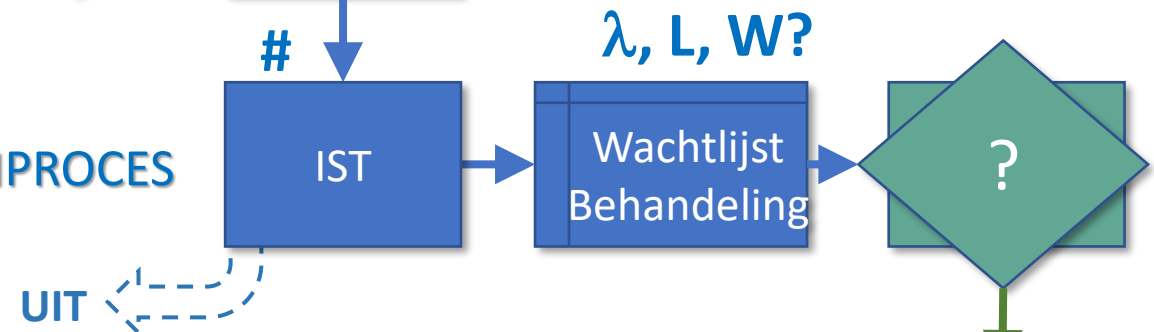 #
λ, L, W?
PROCES
IST
Wachtlijst
Behandeling
?
UIT